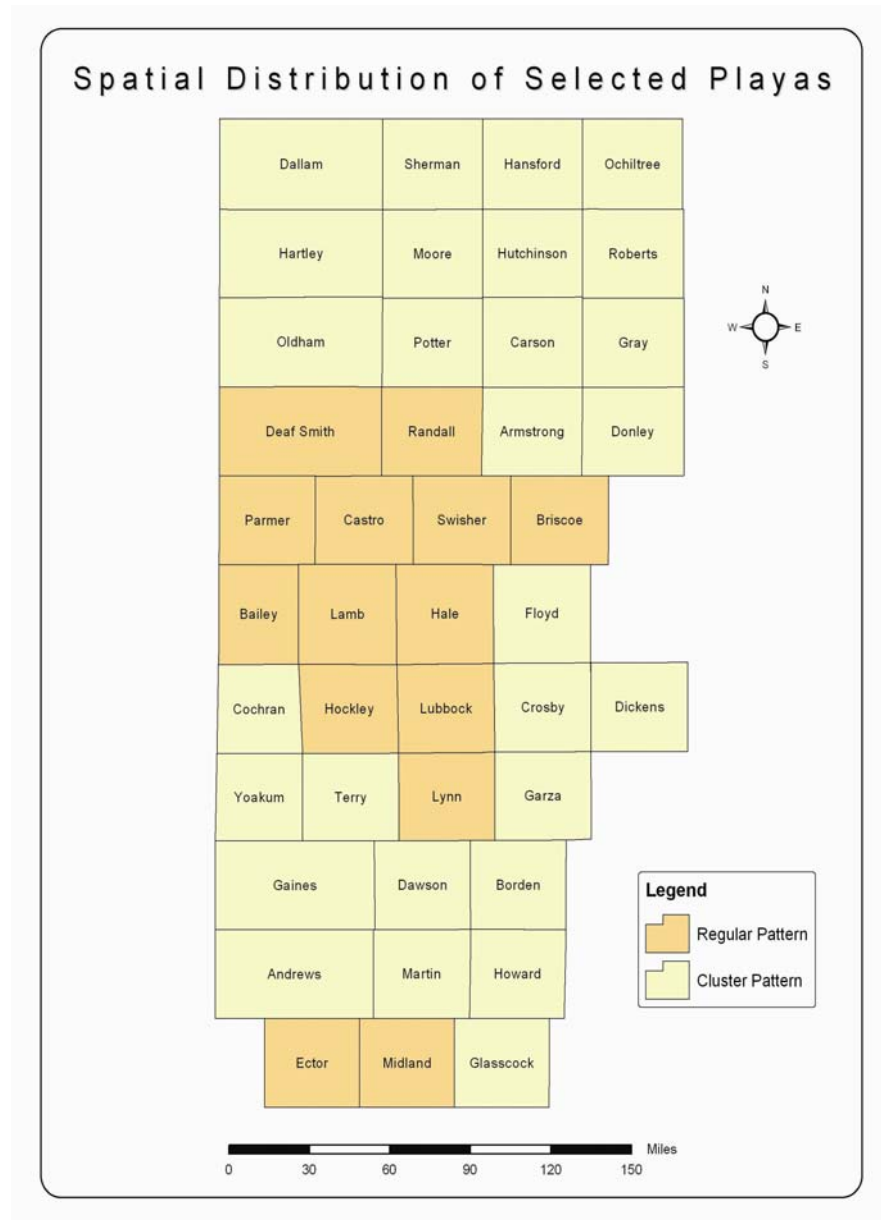 Spatial Distribution of Selected Playas
Dallam Sherman Hansford Ochiltree
Hartley Moore Hutchinson Roberts
N
W E
S
Oldham Potter Carson Gray
Deaf Smith Randall Armstrong Donley
Parmer Castro Swisher Briscoe
Bailey Lamb Hale Floyd
Cochran Hockley Lubbock Crosby Dickens
Yoakum Terry Lynn Garza
Gaines Dawson Borden
Legend
Regular Pattern
Cluster Pattern
Andrews Martin Howard
Ector Midland Glasscock
Miles
0 30 60 90 120 150